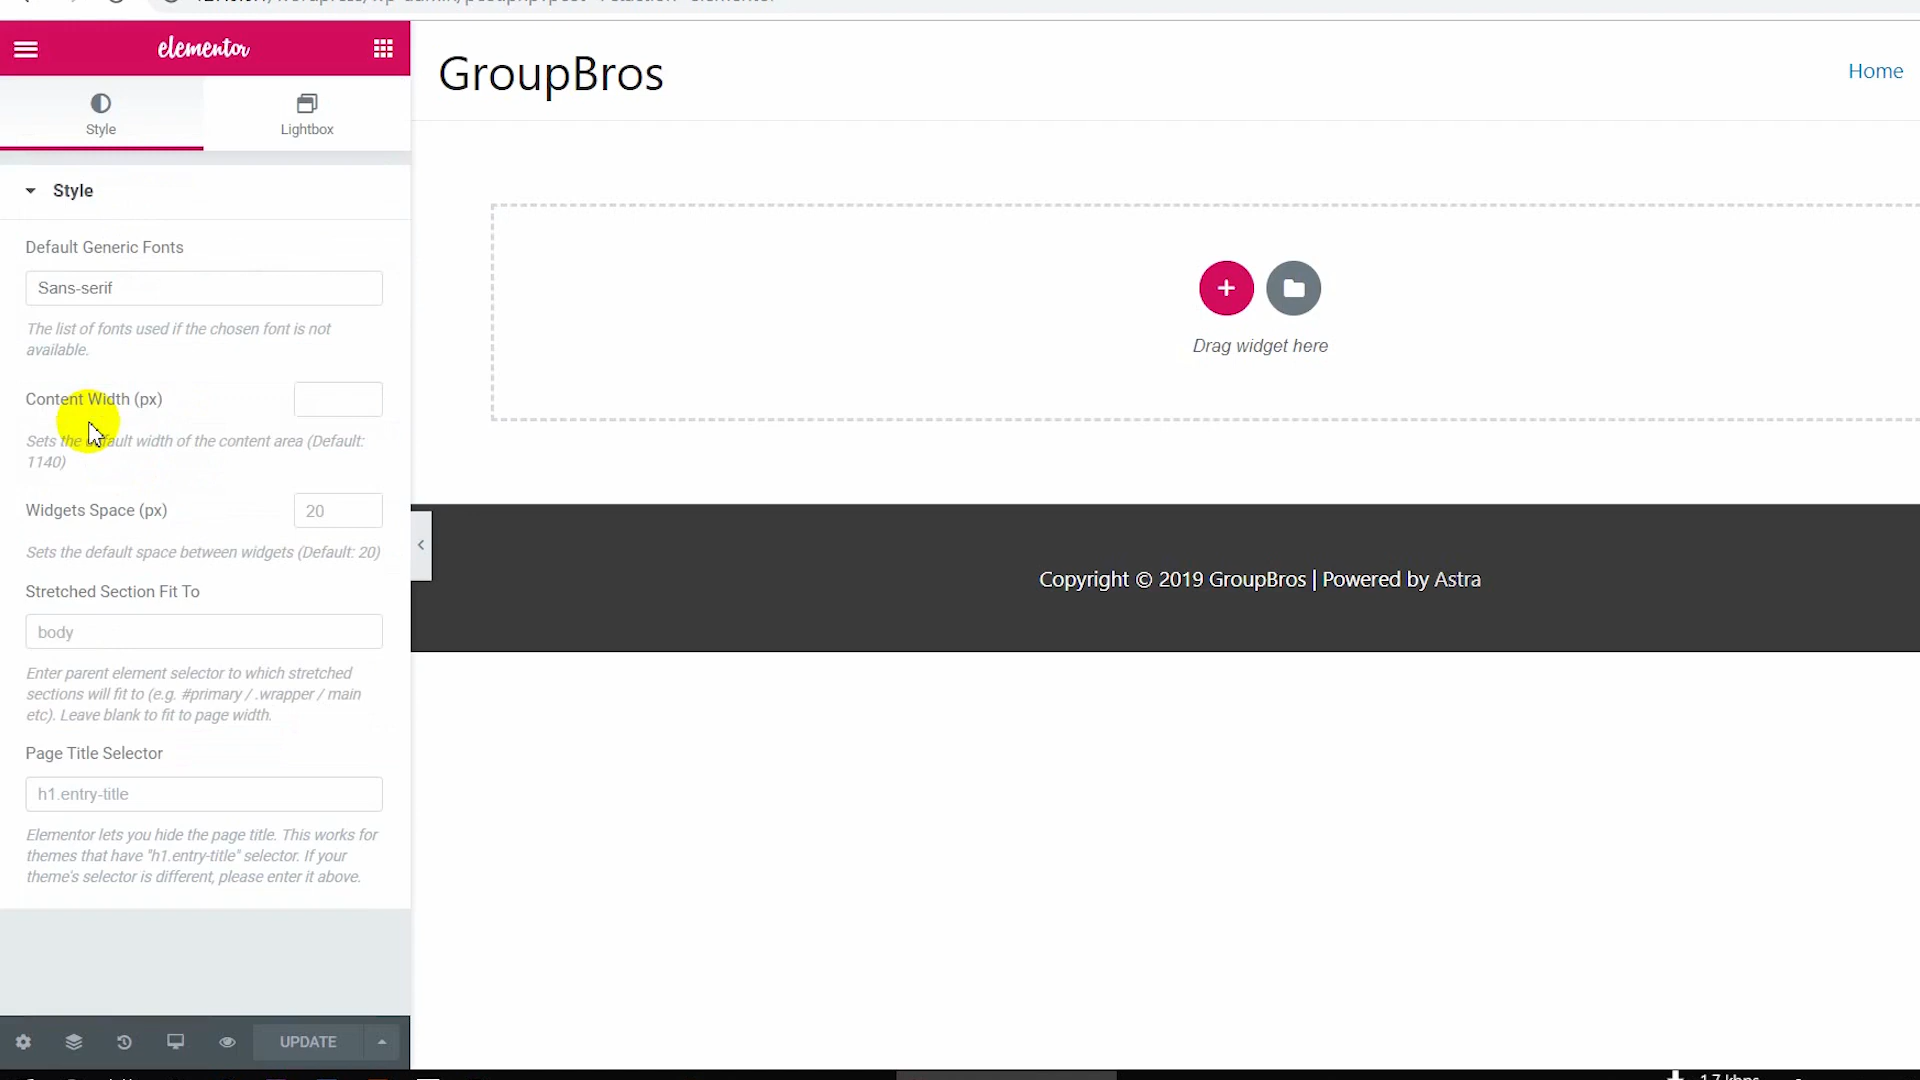 elementor
GroupBros
Home
Style
Lightbox
Style
Default Generic Fonts
Sans-serif
The list of fonts used if the chosen font is not
available.
Drag widget here
Content Width (px)
Sets the default width of the content area (Default:
1140)
Widgets Space (px)
20
Sets the default space between widgets (Default: 20)
Stretched Section Fit To
body
Enter parent element selector to which stretched
sections will fit to (e.g. #primary / .wrapper / main
etc). Leave blank to fit to page width.
Copyright © 2019 GroupBros | Powered by Astra
Page Title Selector
h1.entry-title
Elementor lets you hide the page title. This works for
themes that have "h1.entry-title" selector. If your
theme's selector is different, please enter it above.
UPDATE